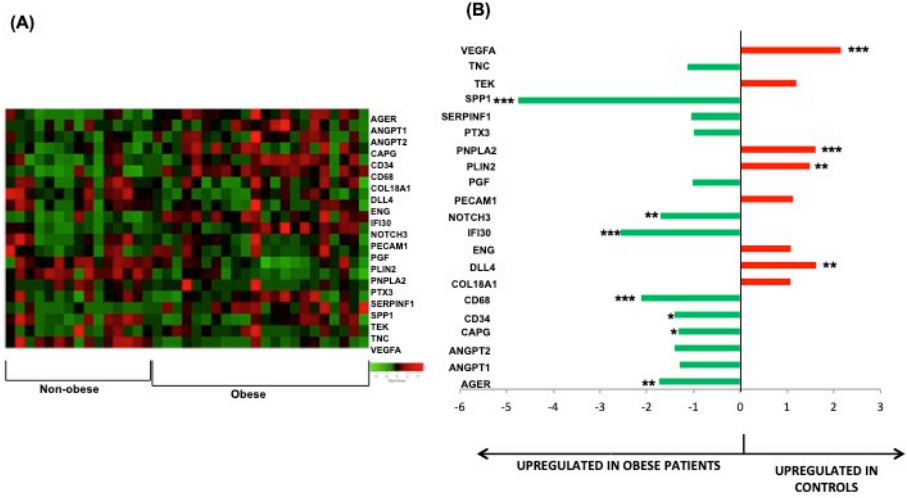 (A)
AGER
ANGPT1
ANGPT2
CAPG
CD34
CD68
COL18A1
DLL4
ENG
IFI30
NOTCH3
PECAM1
PGF
PLIN2
PNPLA2
PTX3
SERPINF1
SPP1
TEK
TNC
VEGFA
Non-obese
Obese
(B)
VEGFA ***
TNC
TEK
SPP1 ***
SERPINF1
PTX3
PNPLA2 ***
PLIN2 **
PGF
PECAM1
NOTCH3 **
IFI30 ***
ENG
DLL4 **
COL18A1
CD68 ***
CD34 *
CAPG *
ANGPT2
ANGPT1
AGER **
-6 -5 -4 -3 -2 -1 0 1 2 3
UPREGULATED IN OBESE PATIENTS
UPREGULATED IN
CONTROLS